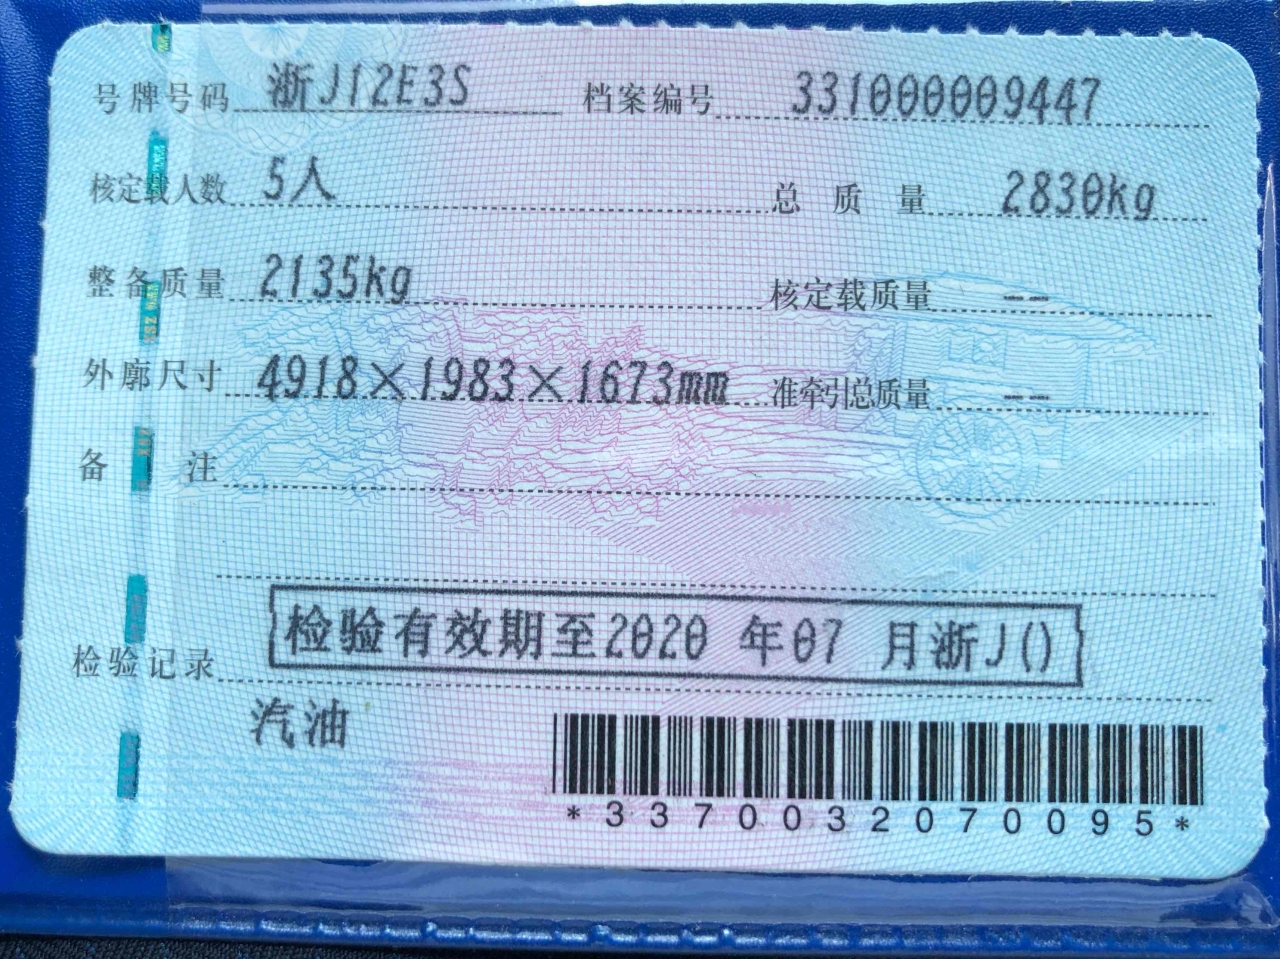 号牌号码 浙J12E3S 档案编号 331000009447
核定载人数 5人 总质量 2830kg
整备质量 2135kg 核定载质量 -- --
外廓尺寸 4918×1983×1673mm 准牵引总质量 -- --
备注
检验记录 检验有效期至2020 年07 月浙J()
汽油
*3370032070095*